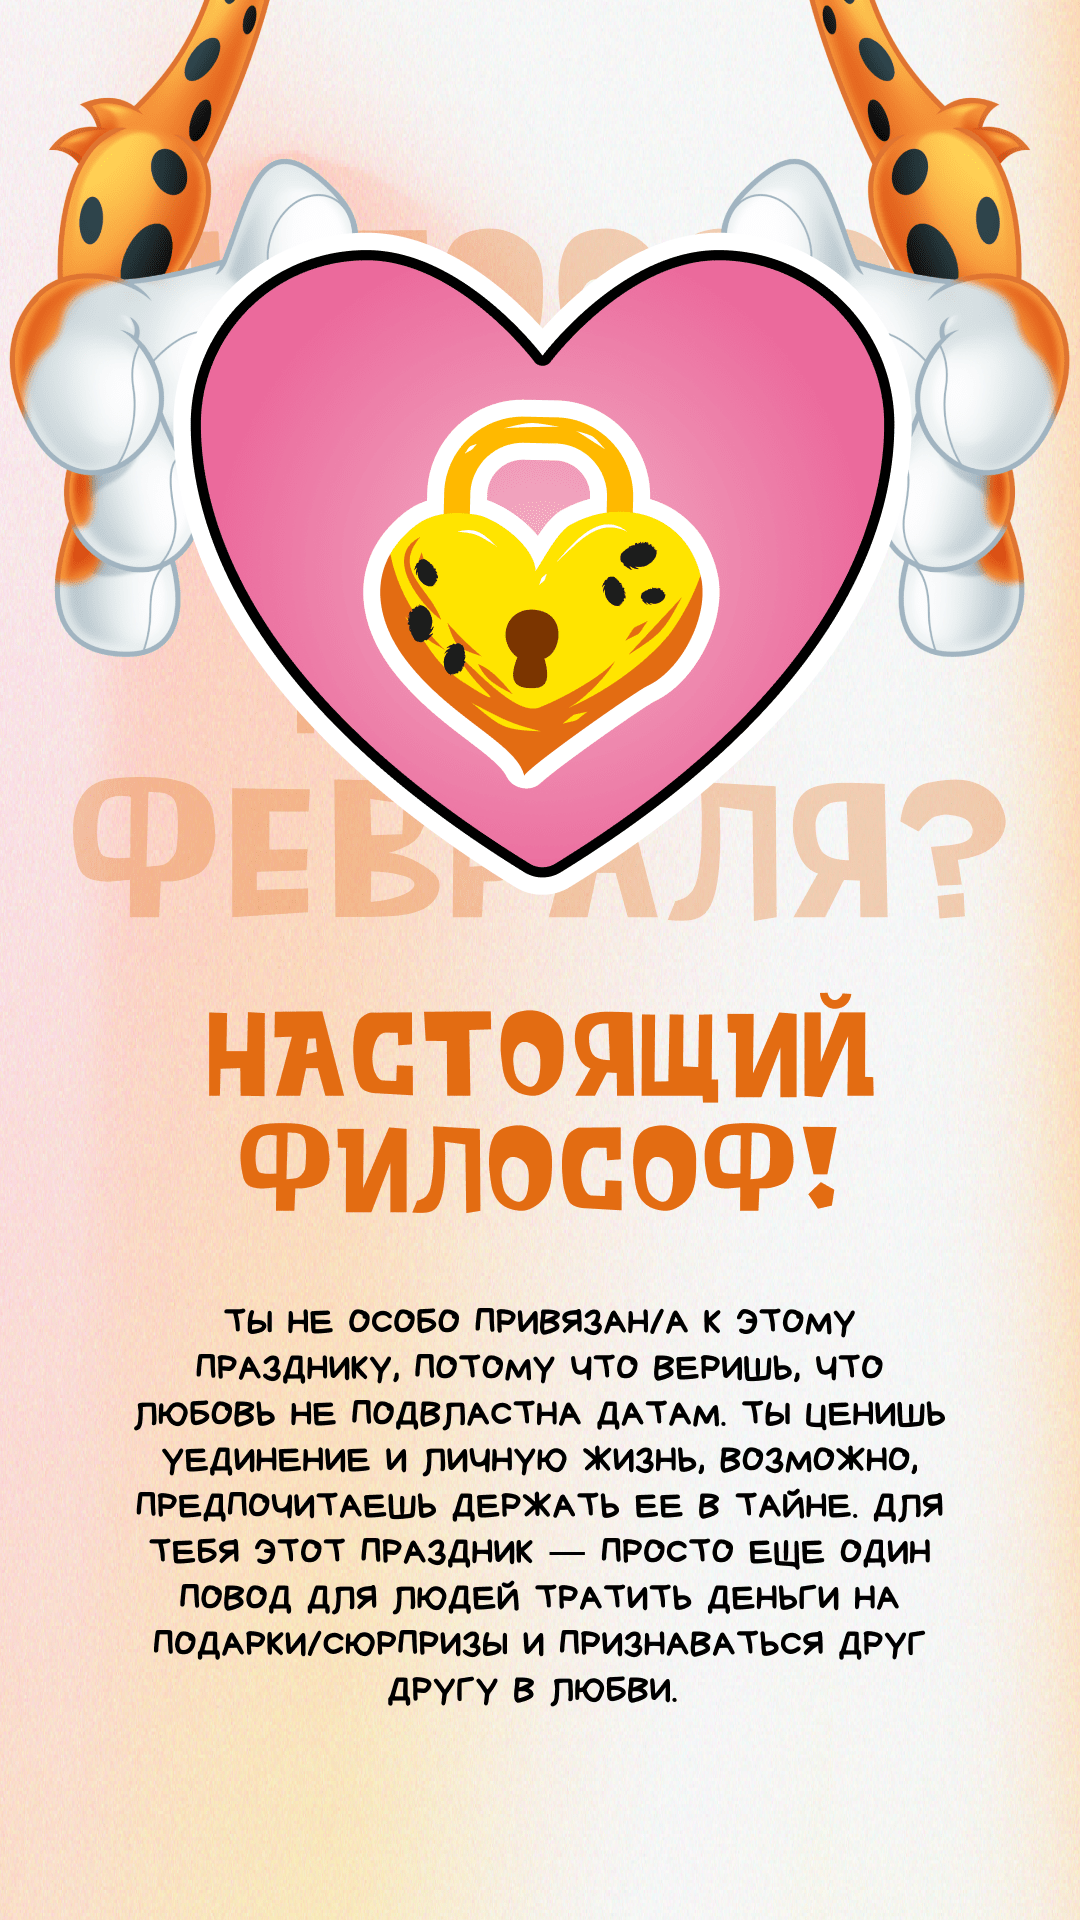 ФЕВРАЛЯ?
НАСТОЯЩИЙ
ФИЛОСОФ!
ТЫ НЕ ОСОБО ПРИВЯЗАН/А К ЭТОМУ
ПРАЗДНИКУ, ПОТОМУ ЧТО ВЕРИШЬ, ЧТО
ЛЮБОВЬ НЕ ПОДВЛАСТНА ДАТАМ. ТЫ ЦЕНИШЬ
УЕДИНЕНИЕ И ЛИЧНУЮ ЖИЗНЬ, ВОЗМОЖНО,
ПРЕДПОЧИТАЕШЬ ДЕРЖАТЬ ЕЕ В ТАЙНЕ. ДЛЯ
ТЕБЯ ЭТОТ ПРАЗДНИК — ПРОСТО ЕЩЕ ОДИН
ПОВОД ДЛЯ ЛЮДЕЙ ТРАТИТЬ ДЕНЬГИ НА
ПОДАРКИ/СЮРПРИЗЫ И ПРИЗНАВАТЬСЯ ДРУГ
ДРУГУ В ЛЮБВИ.